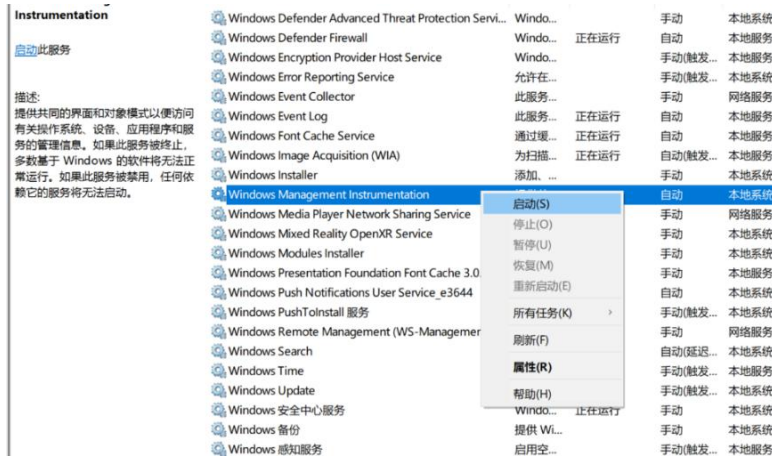 Instrumentation
启动此服务
描述:
提供共同的界面和对象模式以便访问
有关操作系统、设备、应用程序和服
务的管理信息。如果此服务被终止，
多数基于 Windows 的软件将无法正
常运行。如果此服务被禁用，任何依
赖它的服务将无法启动。
Windows Defender Advanced Threat Protection Servi... Windo... 手动 本地系统
Windows Defender Firewall Windo... 正在运行 自动 本地服务
Windows Encryption Provider Host Service Windo... 手动(触发... 本地服务
Windows Error Reporting Service 允许在... 手动(触发... 本地系统
Windows Event Collector 此服务... 手动 网络服务
Windows Event Log 此服务... 正在运行 自动 本地服务
Windows Font Cache Service 通过缓... 正在运行 自动 本地服务
Windows Image Acquisition (WIA) 为扫描... 正在运行 自动(触发... 本地服务
Windows Installer 添加、... 手动 本地系统
Windows Management Instrumentation 自动 本地系统
Windows Media Player Network Sharing Service 手动 网络服务
Windows Mixed Reality OpenXR Service 手动 本地系统
Windows Modules Installer 手动 本地系统
Windows Presentation Foundation Font Cache 3.0. 手动 本地服务
Windows Push Notifications User Service_e3644 自动 本地系统
Windows PushToInstall 服务 手动(触发... 本地系统
Windows Remote Management (WS-Managemer 手动 网络服务
Windows Search 自动(延迟... 本地系统
Windows Time 手动(触发... 本地服务
Windows Update 手动(触发... 本地系统
Windows 安全中心服务 Windo... 正在运行 手动 本地系统
Windows 备份 提供 Wi... 手动 本地系统
Windows 感知服务 启用空... 手动(触发... 本地服务
启动(S)
停止(O)
暂停(U)
恢复(M)
重新启动(E)
所有任务(K)
刷新(F)
属性(R)
帮助(H)